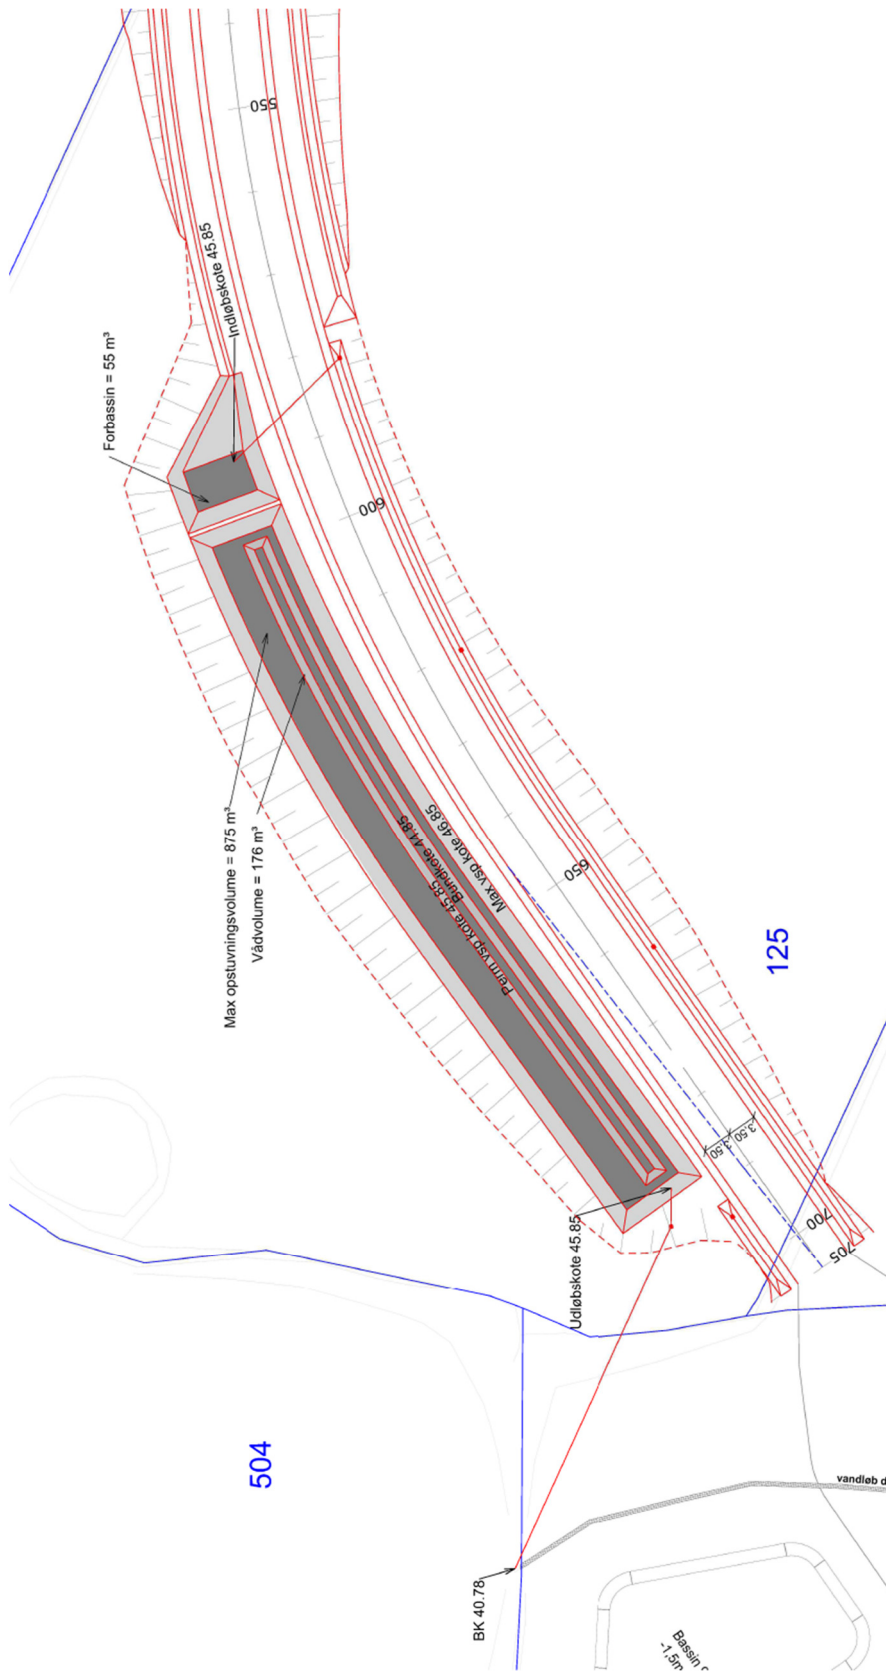 550
Indløbskote 45.85
Forbassin = 55 m³
600
Max opstuvningsvolume = 875 m³
Vådvolume = 176 m³
Max vsp kote 46.85
Bundkote 44.85
Perm vsp kote 45.85
650
125
3,50
3,50
700
705
Udløbskote 45.85
504
vandløb d
BK 40.78
Bassin
-1,5m